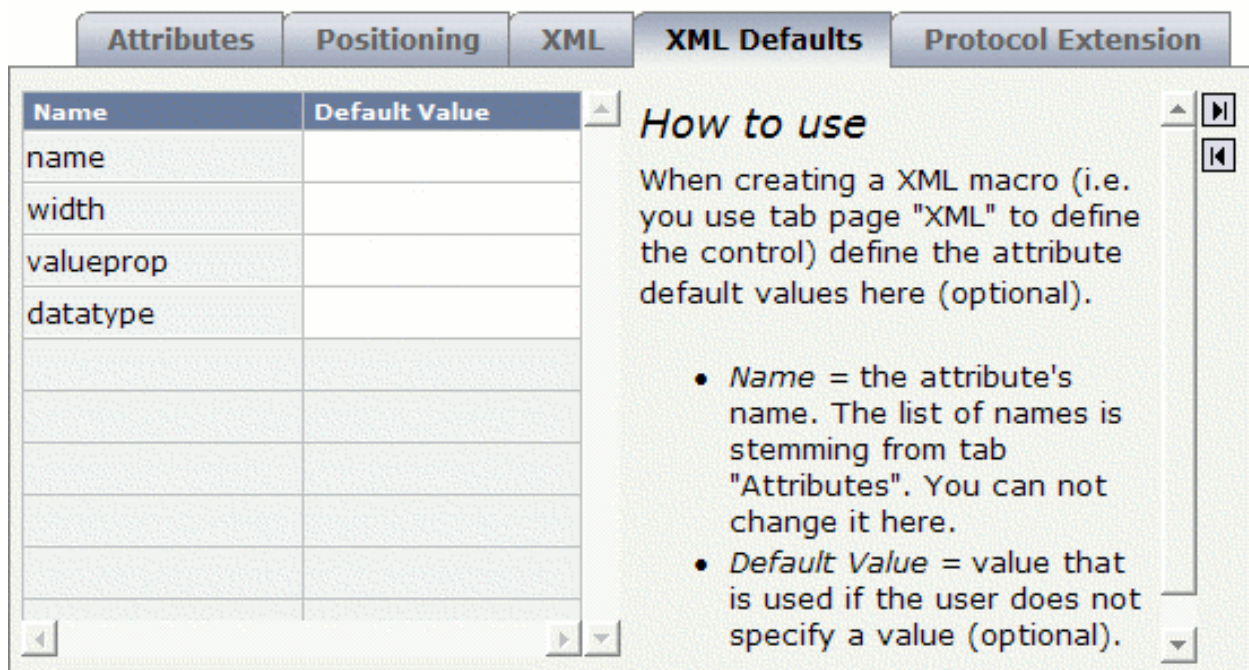 Attributes Positioning XML XML Defaults Protocol Extension
Name Default Value
name
width
valueprop
datatype
How to use
When creating a XML macro (i.e.
you use tab page "XML" to define
the control) define the attribute
default values here (optional).
• Name = the attribute's
name. The list of names is
stemming from tab
"Attributes". You can not
change it here.
• Default Value = value that
is used if the user does not
specify a value (optional).